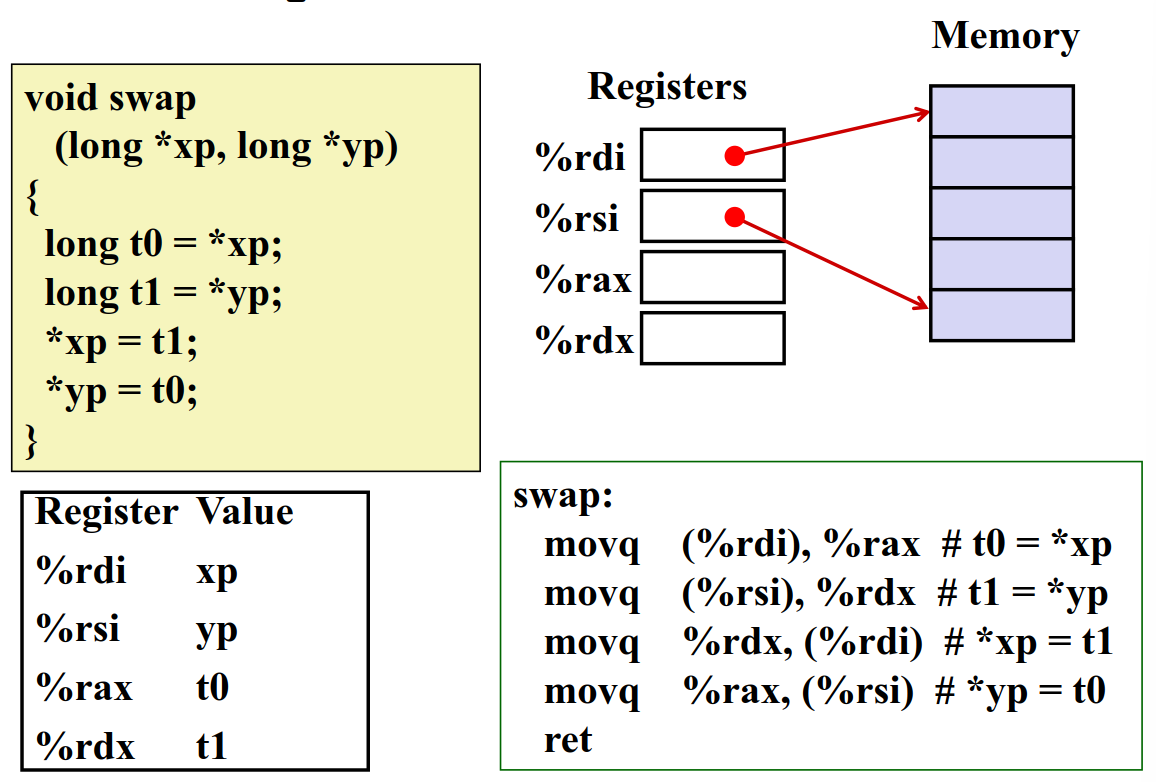 void swap
(long *xp, long *yp)
{
long t0 = *xp;
long t1 = *yp;
*xp = t1;
*yp = t0;
}
Registers
%rdi
%rsi
%rax
%rdx
Memory
Register Value
%rdi xp
%rsi yp
%rax t0
%rdx t1
swap:
movq (%rdi), %rax # t0 = *xp
movq (%rsi), %rdx # t1 = *yp
movq %rdx, (%rdi) # *xp = t1
movq %rax, (%rsi) # *yp = t0
ret